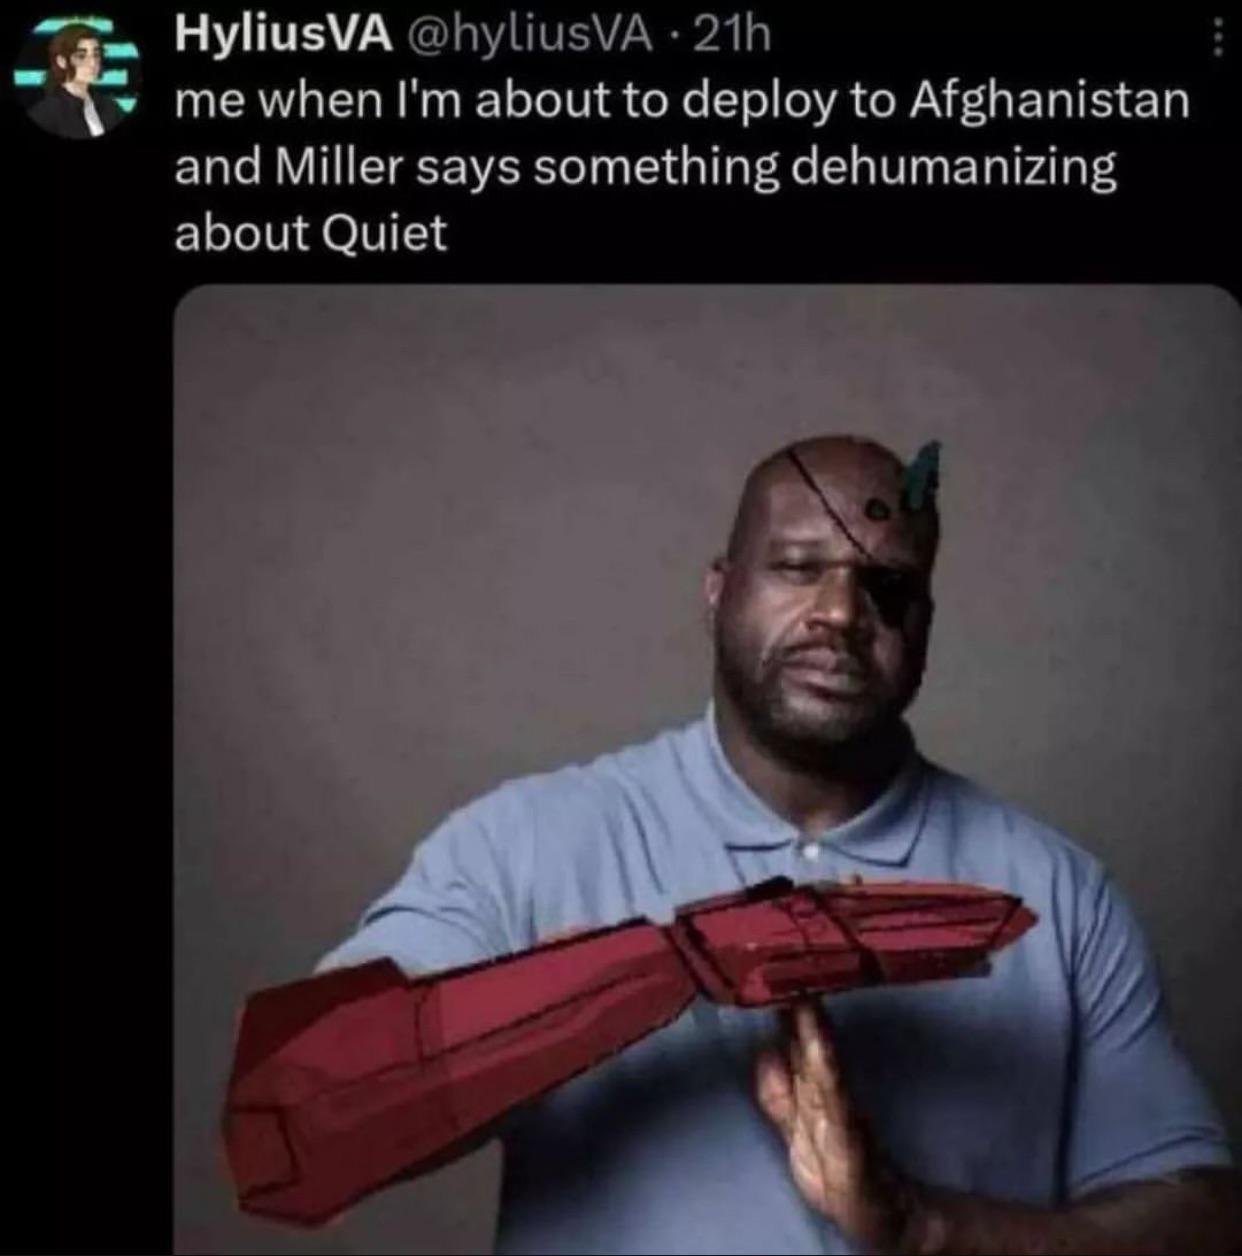 HyliusVA @hyliusVA · 21h
me when I'm about to deploy to Afghanistan
and Miller says something dehumanizing
about Quiet